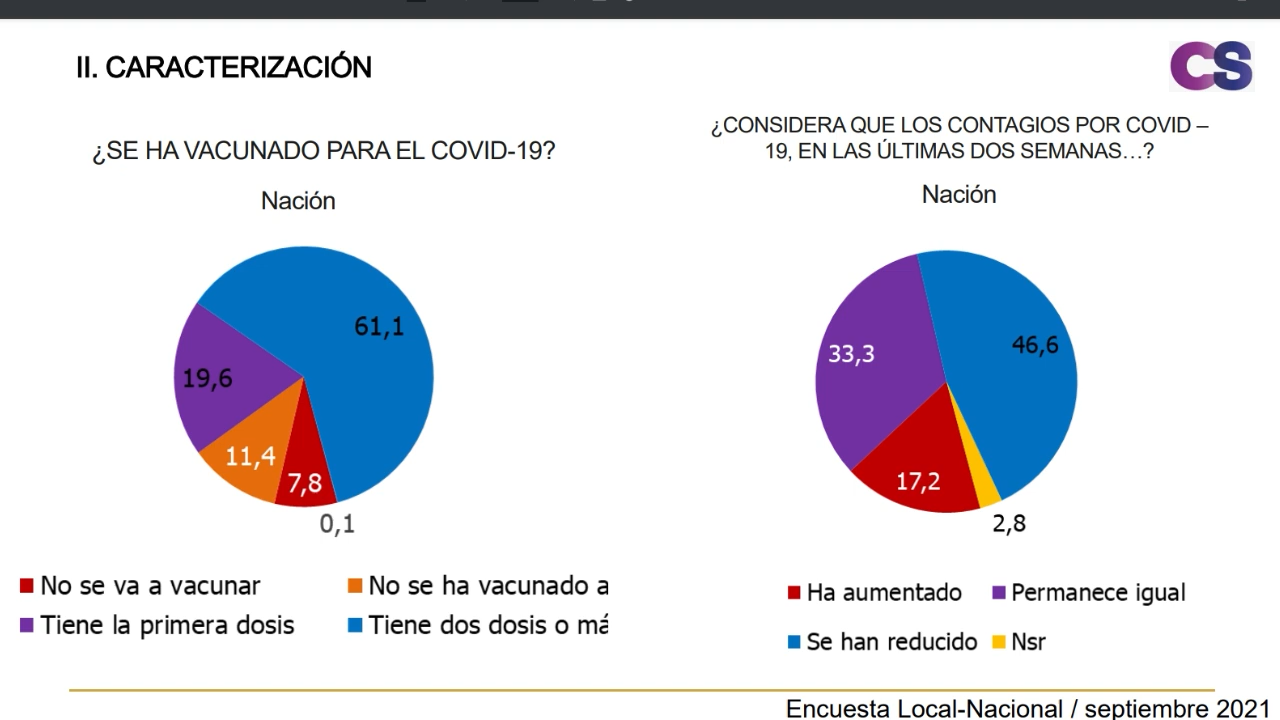 II. CARACTERIZACIÓN
CS
¿SE HA VACUNADO PARA EL COVID-19?
Nación
61,1
19,6
11,4
7,8
0,1
No se va a vacunar
No se ha vacunado a
Tiene la primera dosis
Tiene dos dosis o má
¿CONSIDERA QUE LOS CONTAGIOS POR COVID –
19, EN LAS ÚLTIMAS DOS SEMANAS…?
Nación
33,3
46,6
17,2
2,8
Ha aumentado
Permanece igual
Se han reducido
Nsr
Encuesta Local-Nacional / septiembre 2021